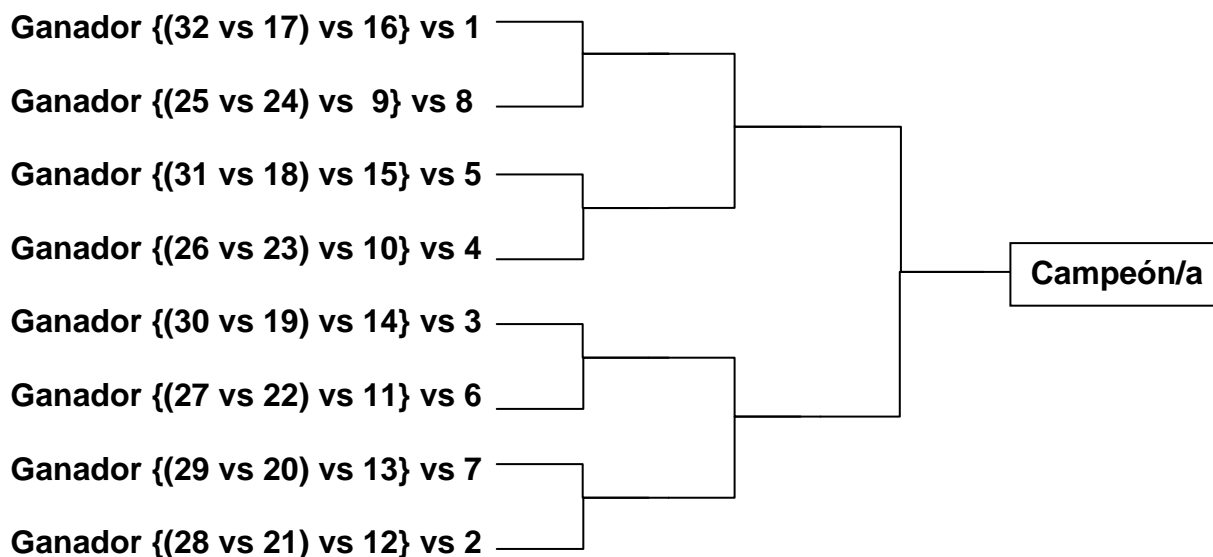 Ganador {(32 vs 17) vs 16} vs 1
Ganador {(25 vs 24) vs  9} vs 8
Ganador {(31 vs 18) vs 15} vs 5
Ganador {(26 vs 23) vs 10} vs 4
Campeón/a
Ganador {(30 vs 19) vs 14} vs 3
Ganador {(27 vs 22) vs 11} vs 6
Ganador {(29 vs 20) vs 13} vs 7
Ganador {(28 vs 21) vs 12} vs 2